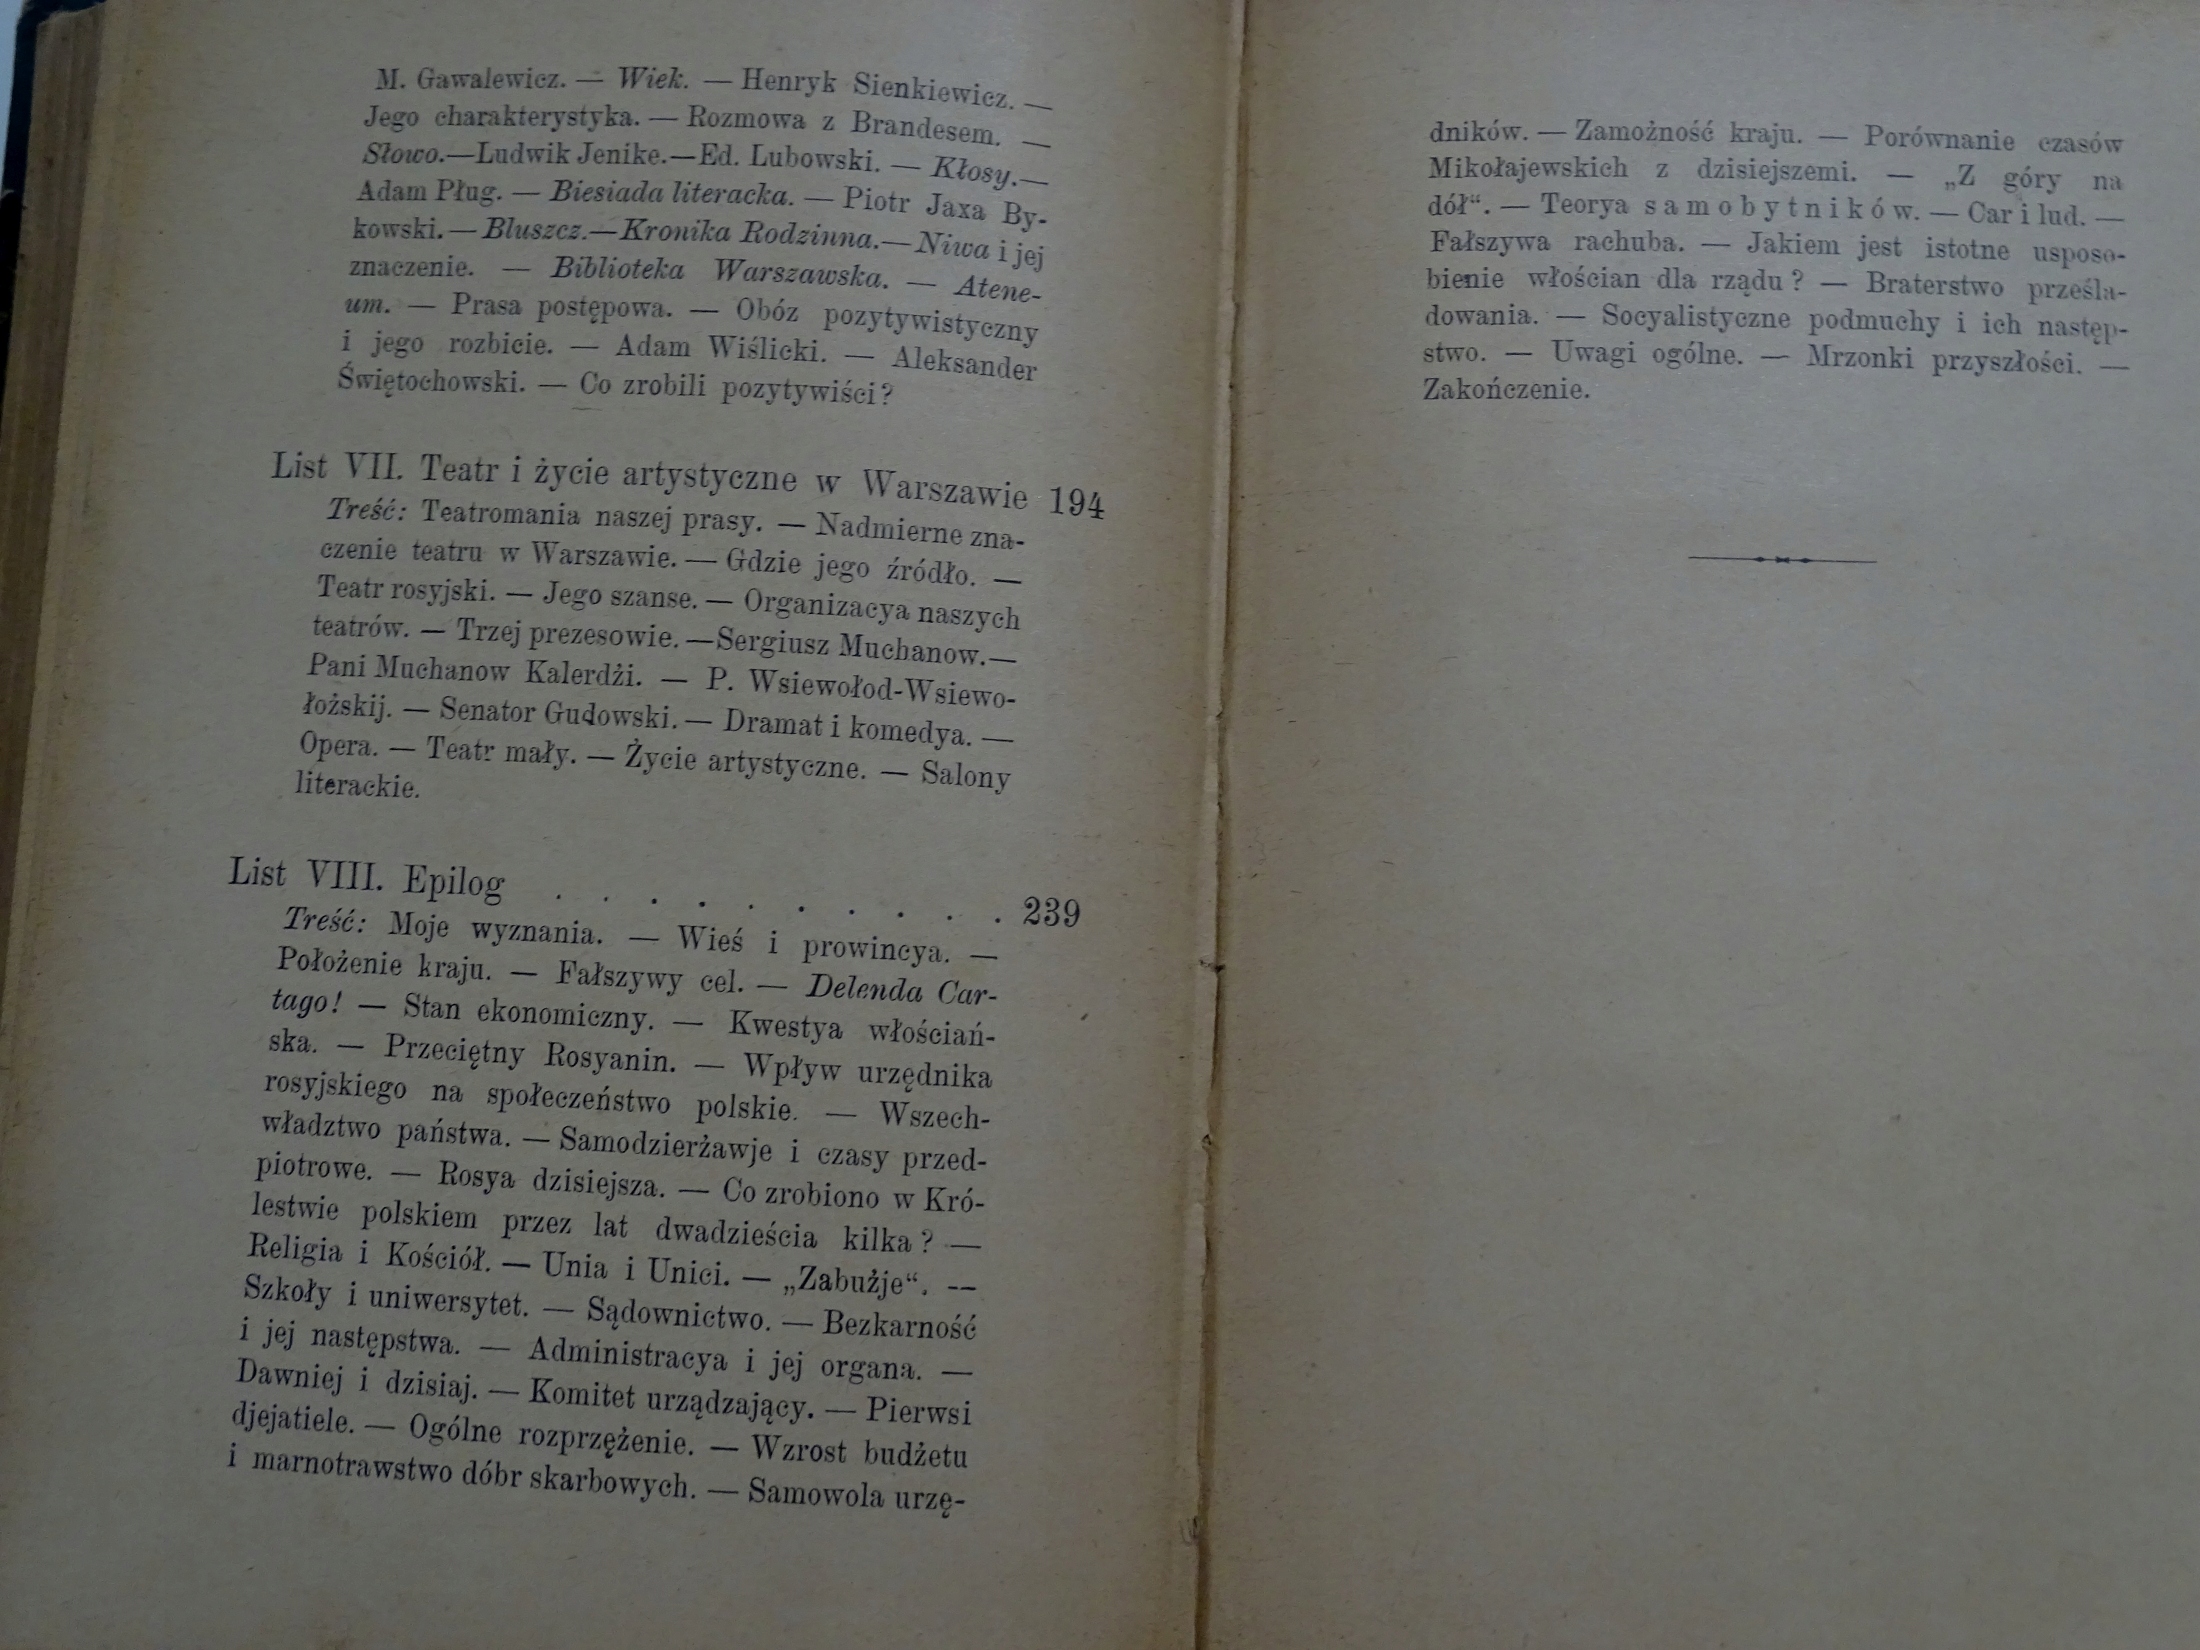 M. Gawalewicz. — Wiek. — Henryk Sienkiewicz. —
Jego charakterystyka. — Rozmowa z Brandesem. —
Słowo.—Ludwik Jenike.—Ed. Lubowski. — Kłosy.—
Adam Pług. — Biesiada literacka. — Piotr Jaxa By-
kowski.—Bluszcz.—Kronika Rodzinna.—Niwa i jej
znaczenie. — Biblioteka Warszawska. — Atene-
um. — Prasa postępowa. — Obóz pozytywistyczny
i jego rozbicie. — Adam Wiślicki. — Aleksander
Świętochowski. — Co zrobili pozytywiści?
List VII. Teatr i życie artystyczne w Warszawie 194
Treść: Teatromania naszej prasy. — Nadmierne zna-
czenie teatru w Warszawie. — Gdzie jego źródło. —
Teatr rosyjski. — Jego szanse. — Organizacya naszych
teatrów. — Trzej prezesowie. —Sergiusz Muchanow.—
Pani Muchanow Kalerdżi. — P. Wsiewołod-Wsiewo-
łożskij. — Senator Gudowski. — Dramat i komedya. —
Opera. — Teatr mały. — Życie artystyczne. — Salony
literackie.
List VIII. Epilog . . . . . . . . . . 239
Treść: Moje wyznania. — Wieś i prowincya. —
Położenie kraju. — Fałszywy cel. — Delenda Car-
tago! — Stan ekonomiczny. — Kwestya włościań-
ska. — Przeciętny Rosyanin. — Wpływ urzędnika
rosyjskiego na społeczeństwo polskie. — Wszech-
władztwo państwa. — Samodzierżawje i czasy przed-
piotrowe. — Rosya dzisiejsza. — Co zrobiono w Kró-
lestwie polskiem przez lat dwadzieścia kilka? —
Religia i Kościół. — Unia i Unici. — „Zabużje“. —
Szkoły i uniwersytet. — Sądownictwo. — Bezkarność
i jej następstwa. — Administracya i jej organa. —
Dawniej i dzisiaj. — Komitet urządzający. — Pierwsi
djejatiele. — Ogólne rozprzężenie. — Wzrost budżetu
i marnotrawstwo dóbr skarbowych. — Samowola urzę-
dników. — Zamożność kraju. — Porównanie czasów
Mikołajewskich z dzisiejszemi. — „Z góry na
dół“. — Teorya samobytników. — Car i lud. —
Fałszywa rachuba. — Jakiem jest istotne usposo-
bienie włościan dla rządu? — Braterstwo prześla-
dowania. — Socyalistyczne podmuchy i ich następ-
stwo. — Uwagi ogólne. — Mrzonki przyszłości. —
Zakończenie.